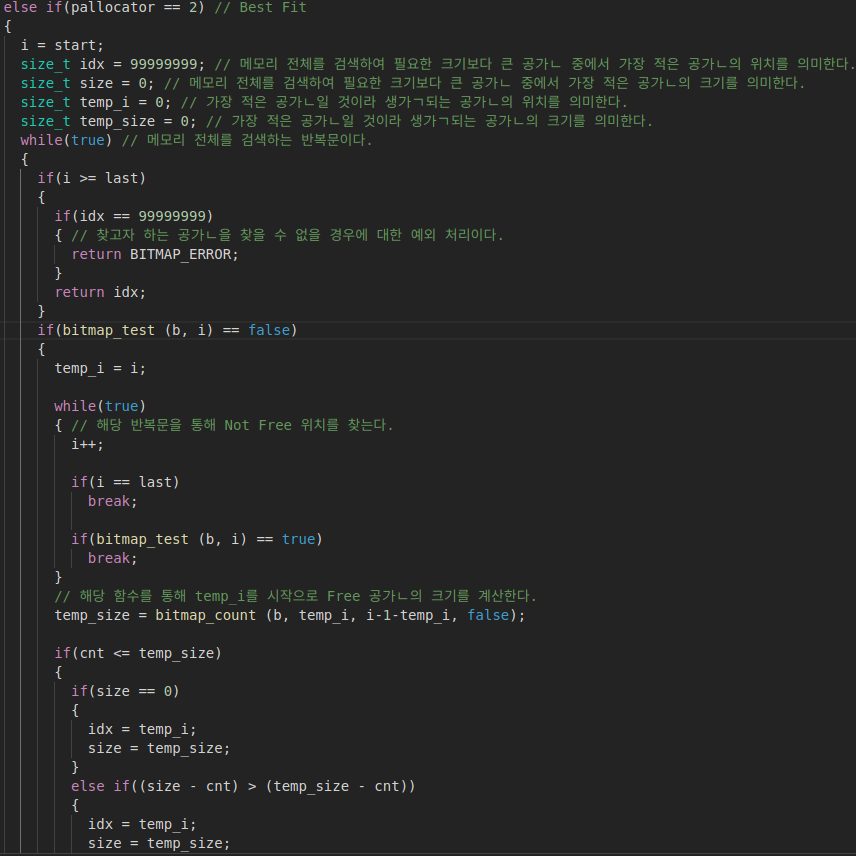 else if(pallocator == 2) // Best Fit
{
i = start;
size_t idx = 99999999; // 메모리 전체를 검색하여 필요한 크기보다 큰 공가ㄴ 중에서 가장 적은 공가ㄴ의 위치를 의미한다.
size_t size = 0; // 메모리 전체를 검색하여 필요한 크기보다 큰 공가ㄴ 중에서 가장 적은 공가ㄴ의 크기를 의미한다.
size_t temp_i = 0; // 가장 적은 공가ㄴ일 것이라 생가ㄱ되는 공가ㄴ의 위치를 의미한다.
size_t temp_size = 0; // 가장 적은 공가ㄴ일 것이라 생가ㄱ되는 공가ㄴ의 크기를 의미한다.
while(true) // 메모리 전체를 검색하는 반복문이다.
{
if(i >= last)
{
if(idx == 99999999)
{ // 찾고자 하는 공가ㄴ을 찾을 수 없을 경우에 대한 예외 처리이다.
return BITMAP_ERROR;
}
return idx;
}
if(bitmap_test (b, i) == false)
{
temp_i = i;
while(true)
{ // 해당 반복문을 통해 Not Free 위치를 찾는다.
i++;
if(i == last)
break;
if(bitmap_test (b, i) == true)
break;
}
// 해당 함수를 통해 temp_i를 시작으로 Free 공가ㄴ의 크기를 계산한다.
temp_size = bitmap_count (b, temp_i, i-1-temp_i, false);
if(cnt <= temp_size)
{
if(size == 0)
{
idx = temp_i;
size = temp_size;
}
else if((size - cnt) > (temp_size - cnt))
{
idx = temp_i;
size = temp_size;